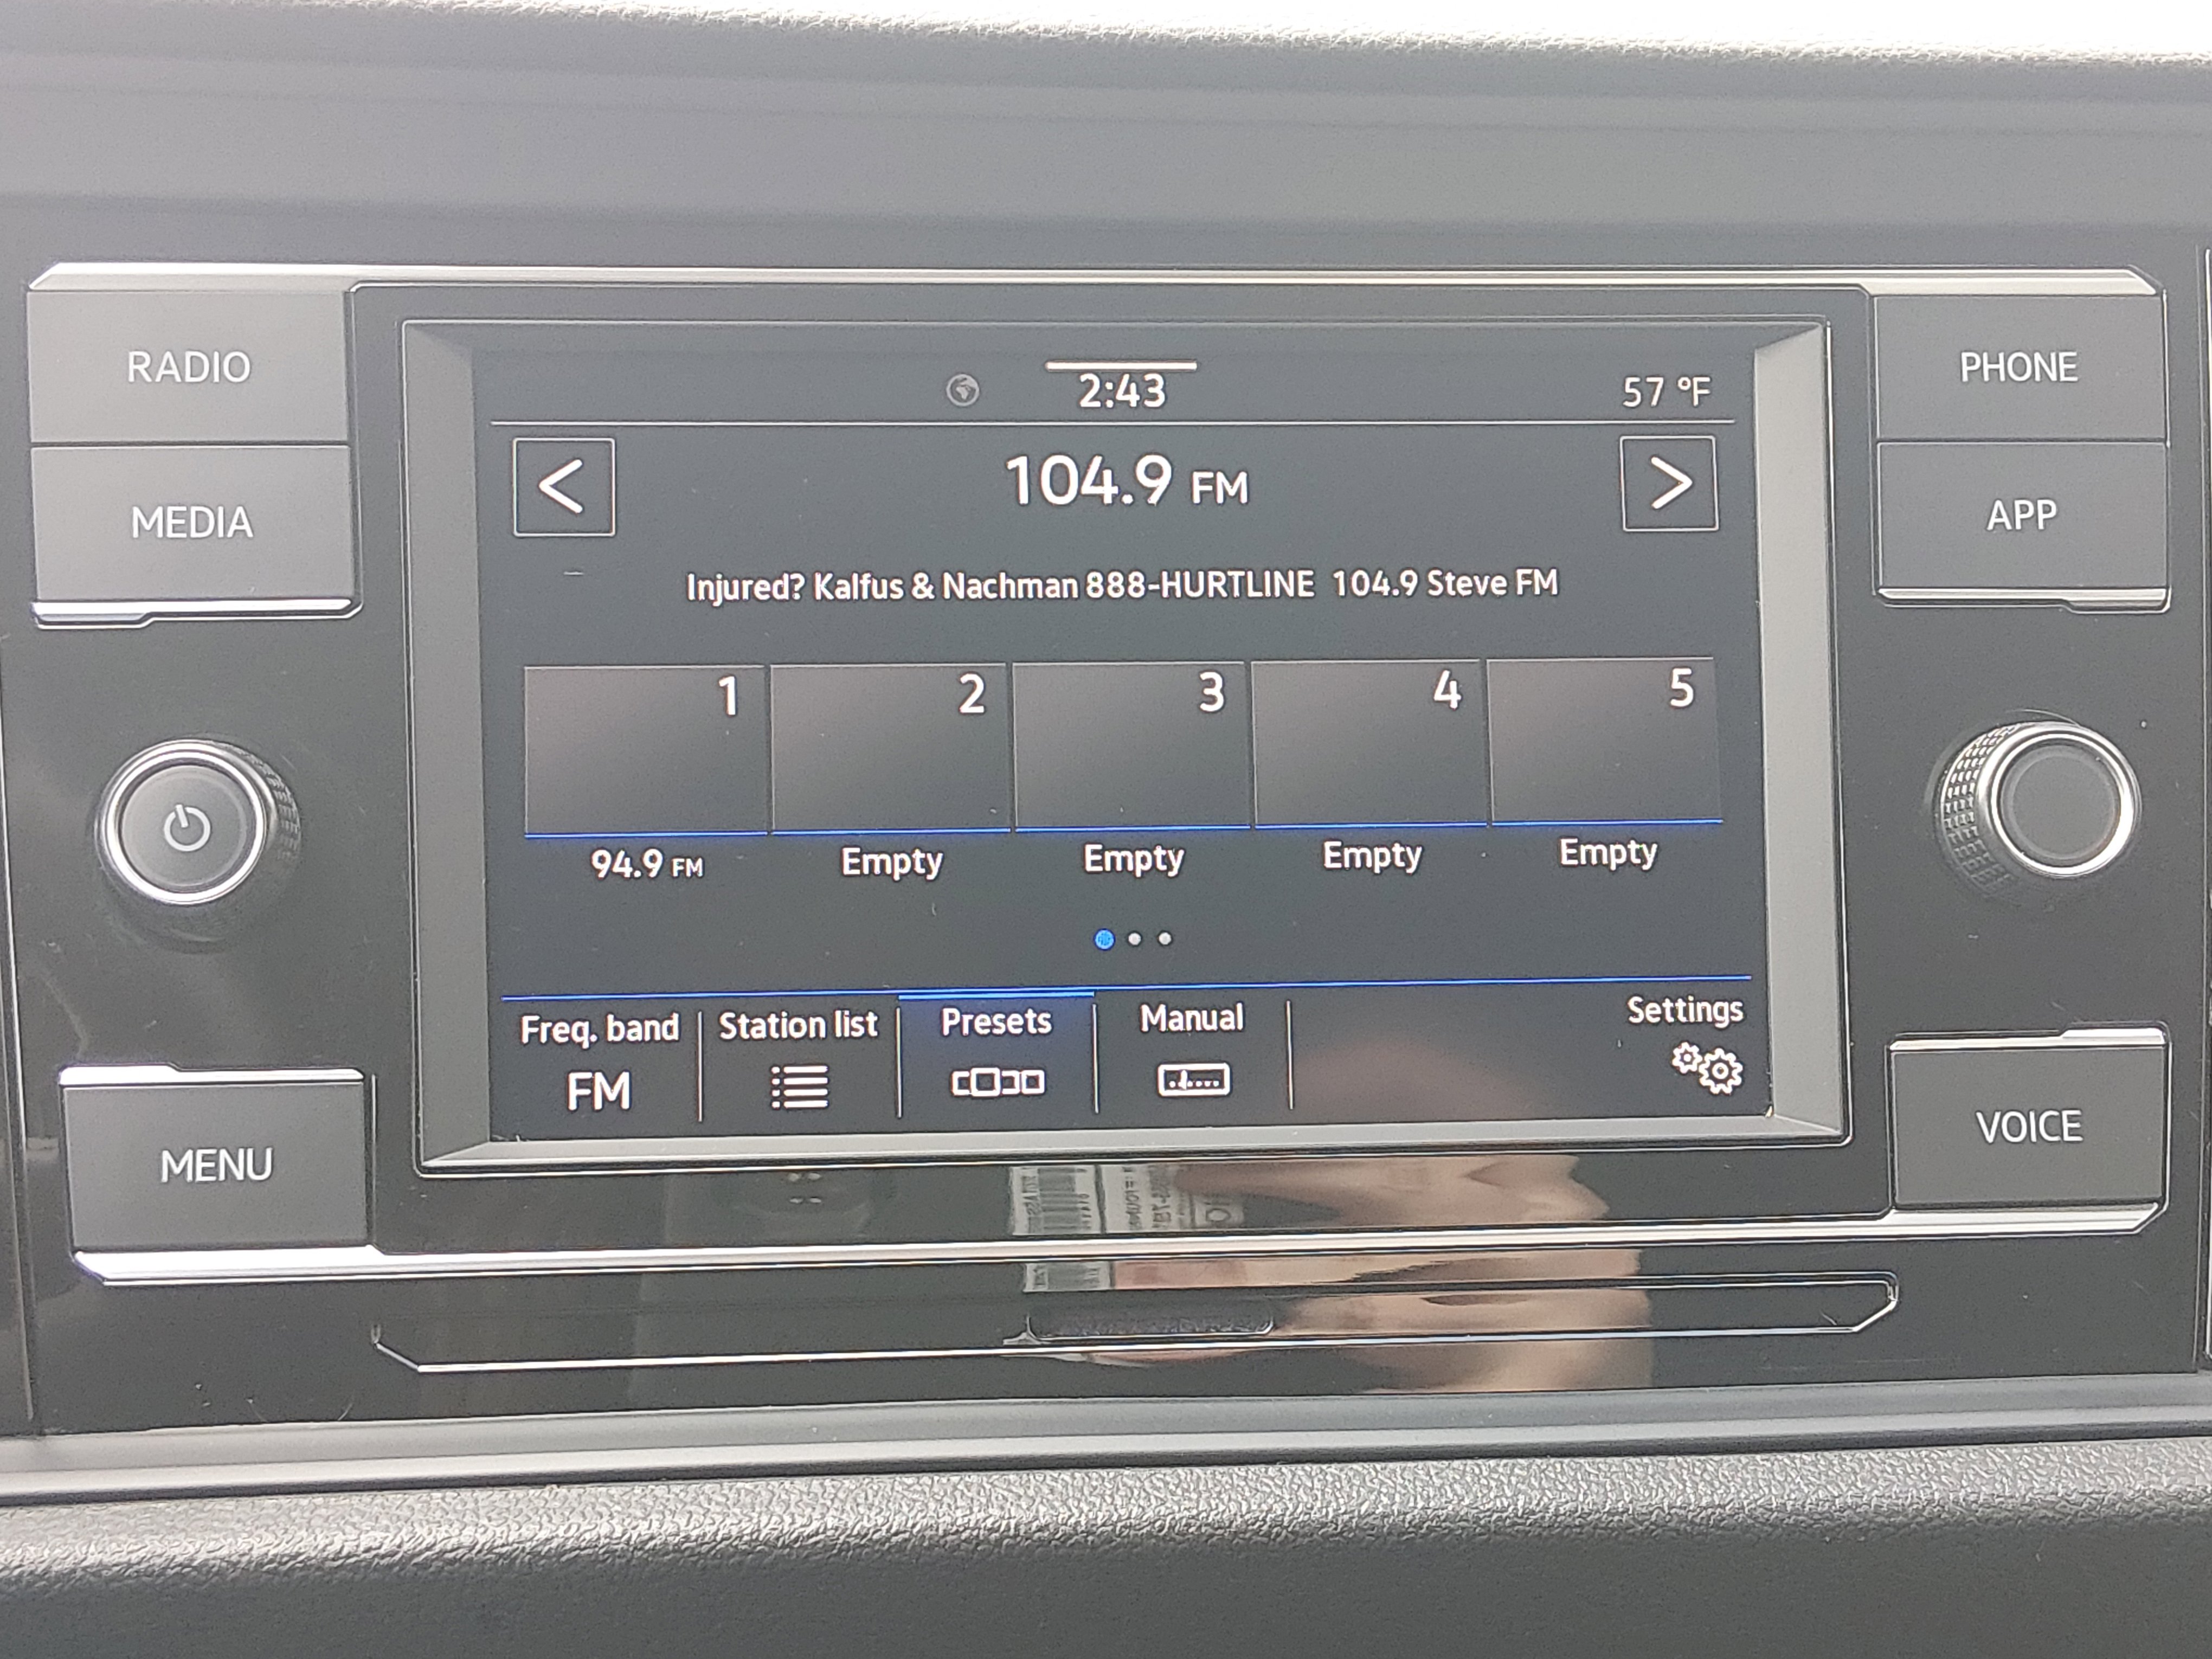 RADIO
MEDIA
MENU
2:43
57 °F
<
104.9 FM
>
Injured? Kalfus & Nachman 888-HURTLINE 104.9 Steve FM
1
2
3
4
5
94.9 FM
Empty
Empty
Empty
Empty
Freq. band
FM
Station list
Presets
Manual
Settings
PHONE
APP
VOICE